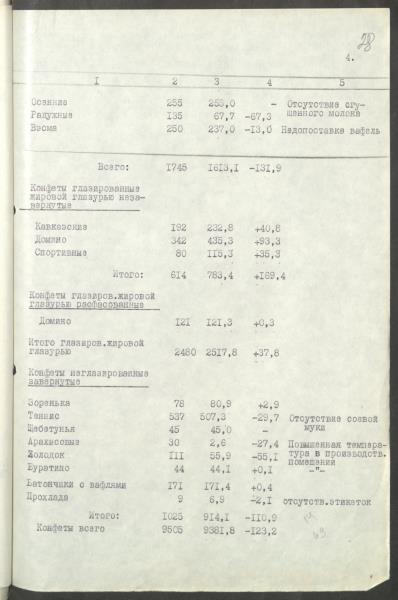 28
4.
I 2 3 4 5
Осенние 255 253,0 - Отсутствие сгу-
щенного молока
Радужные 135 67,7 -67,3
Весна 250 237,0 -13,0 Недопоставка вафель
Всего: 1745 1613,1 -131,9
Конфеты глазированные
жировой глазурью неза-
вернутые
Кавказские 192 232,8 +40,8
Домино 342 435,3 +93,3
Спортивные 80 115,3 +35,3
Итого: 614 783,4 +169,4
Конфеты глазиров.жировой
глазурью расфасованные
Домино 121 121,3 +0,3
Итого глазиров.жировой
глазурью 2480 2517,8 +37,8
Конфеты неглазированные
завернутые
Зоренька 78 80,9 +2,9
Теннис 537 507,3 -29,7 Отсутствие соевой
муки
Щебетунья 45 45,0 -
Арахисовые 30 2,6 -27,4 Повышенная темпера-
Холодок III 55,9 -55,1 тура в производств.
помещений
Буратино 44 44,1 +0,1 -"-
Батончики с вафлями 171 171,4 +0,4
Прохлада 9 6,9 -2,1 отсутств.этикеток
Итого: 1025 914,1 -110,9
Конфеты всего 9505 9381,8 -123,2